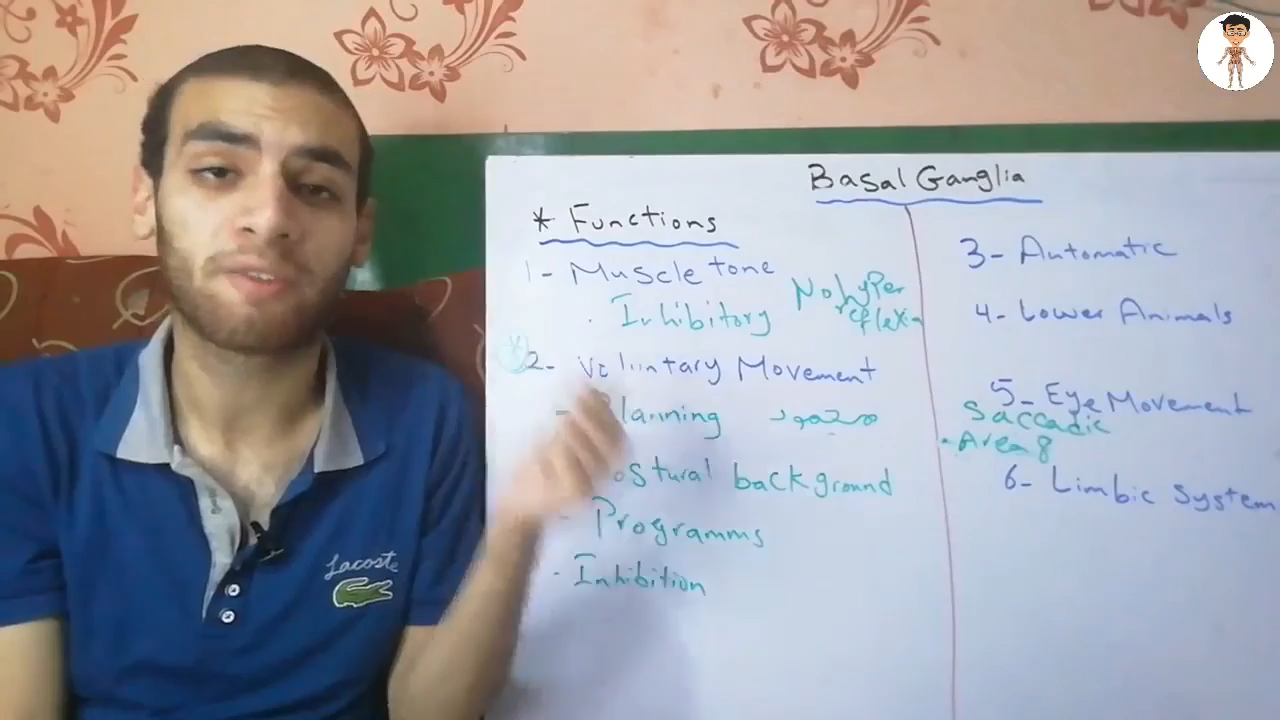 Basal Ganglia
* Functions
1- Muscle tone
Inhibitory
No hyper
reflexia
2- Voluntary Movement
- Planning
Postural background
- Programms
- Inhibition
3- Automatic
4- Lower Animals
5- Eye Movement
Saccadic
. Area 8
6- Limbic System
Lacoste